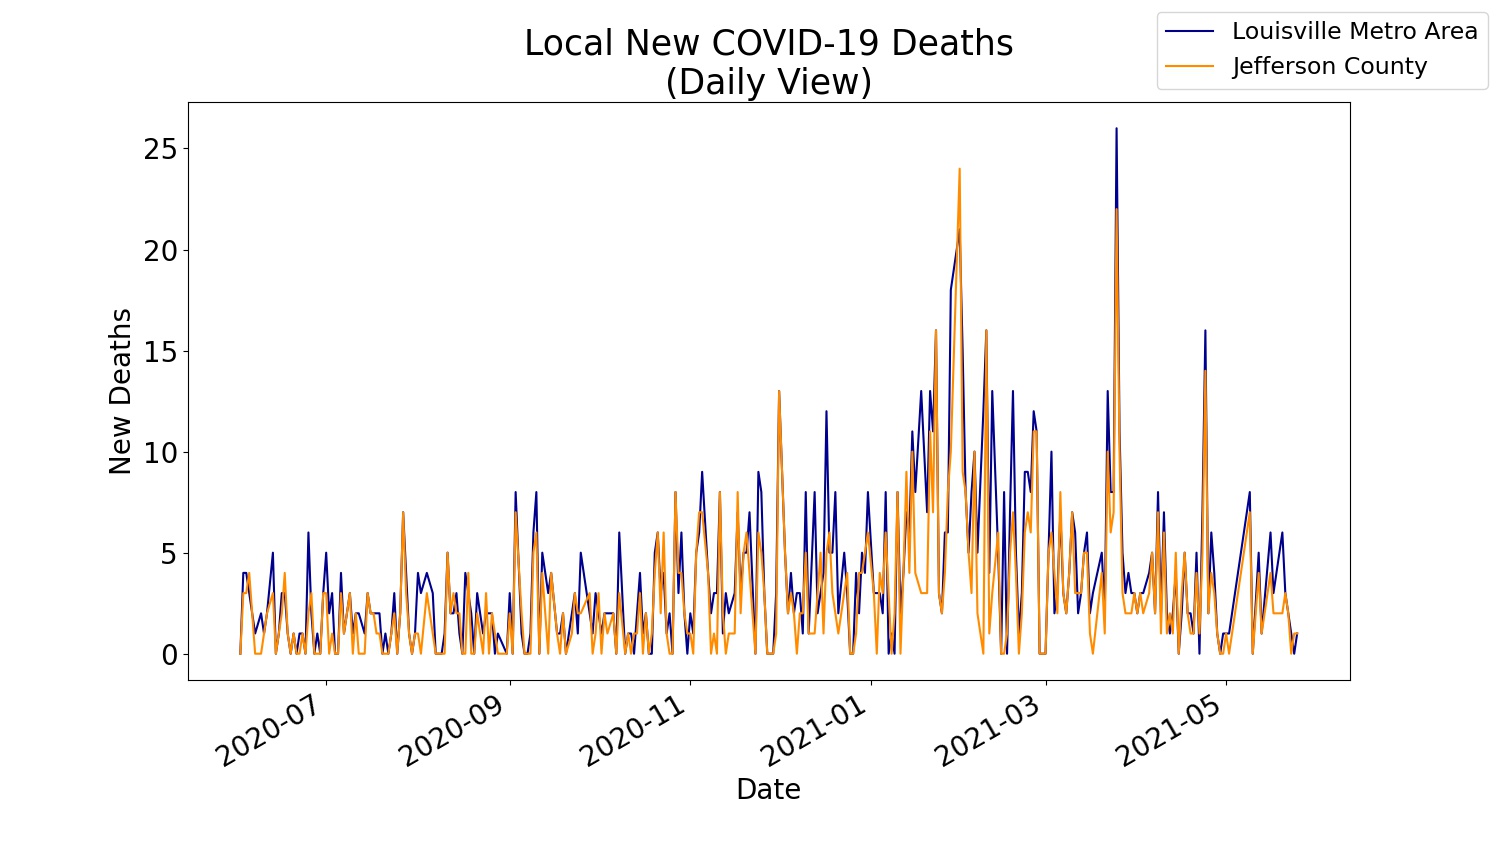 Local New COVID-19 Deaths
(Daily View)
Louisville Metro Area
Jefferson County
New Deaths
25
20
15
10
5
0
2020-07
2020-09
2020-11
2021-01
2021-03
2021-05
Date